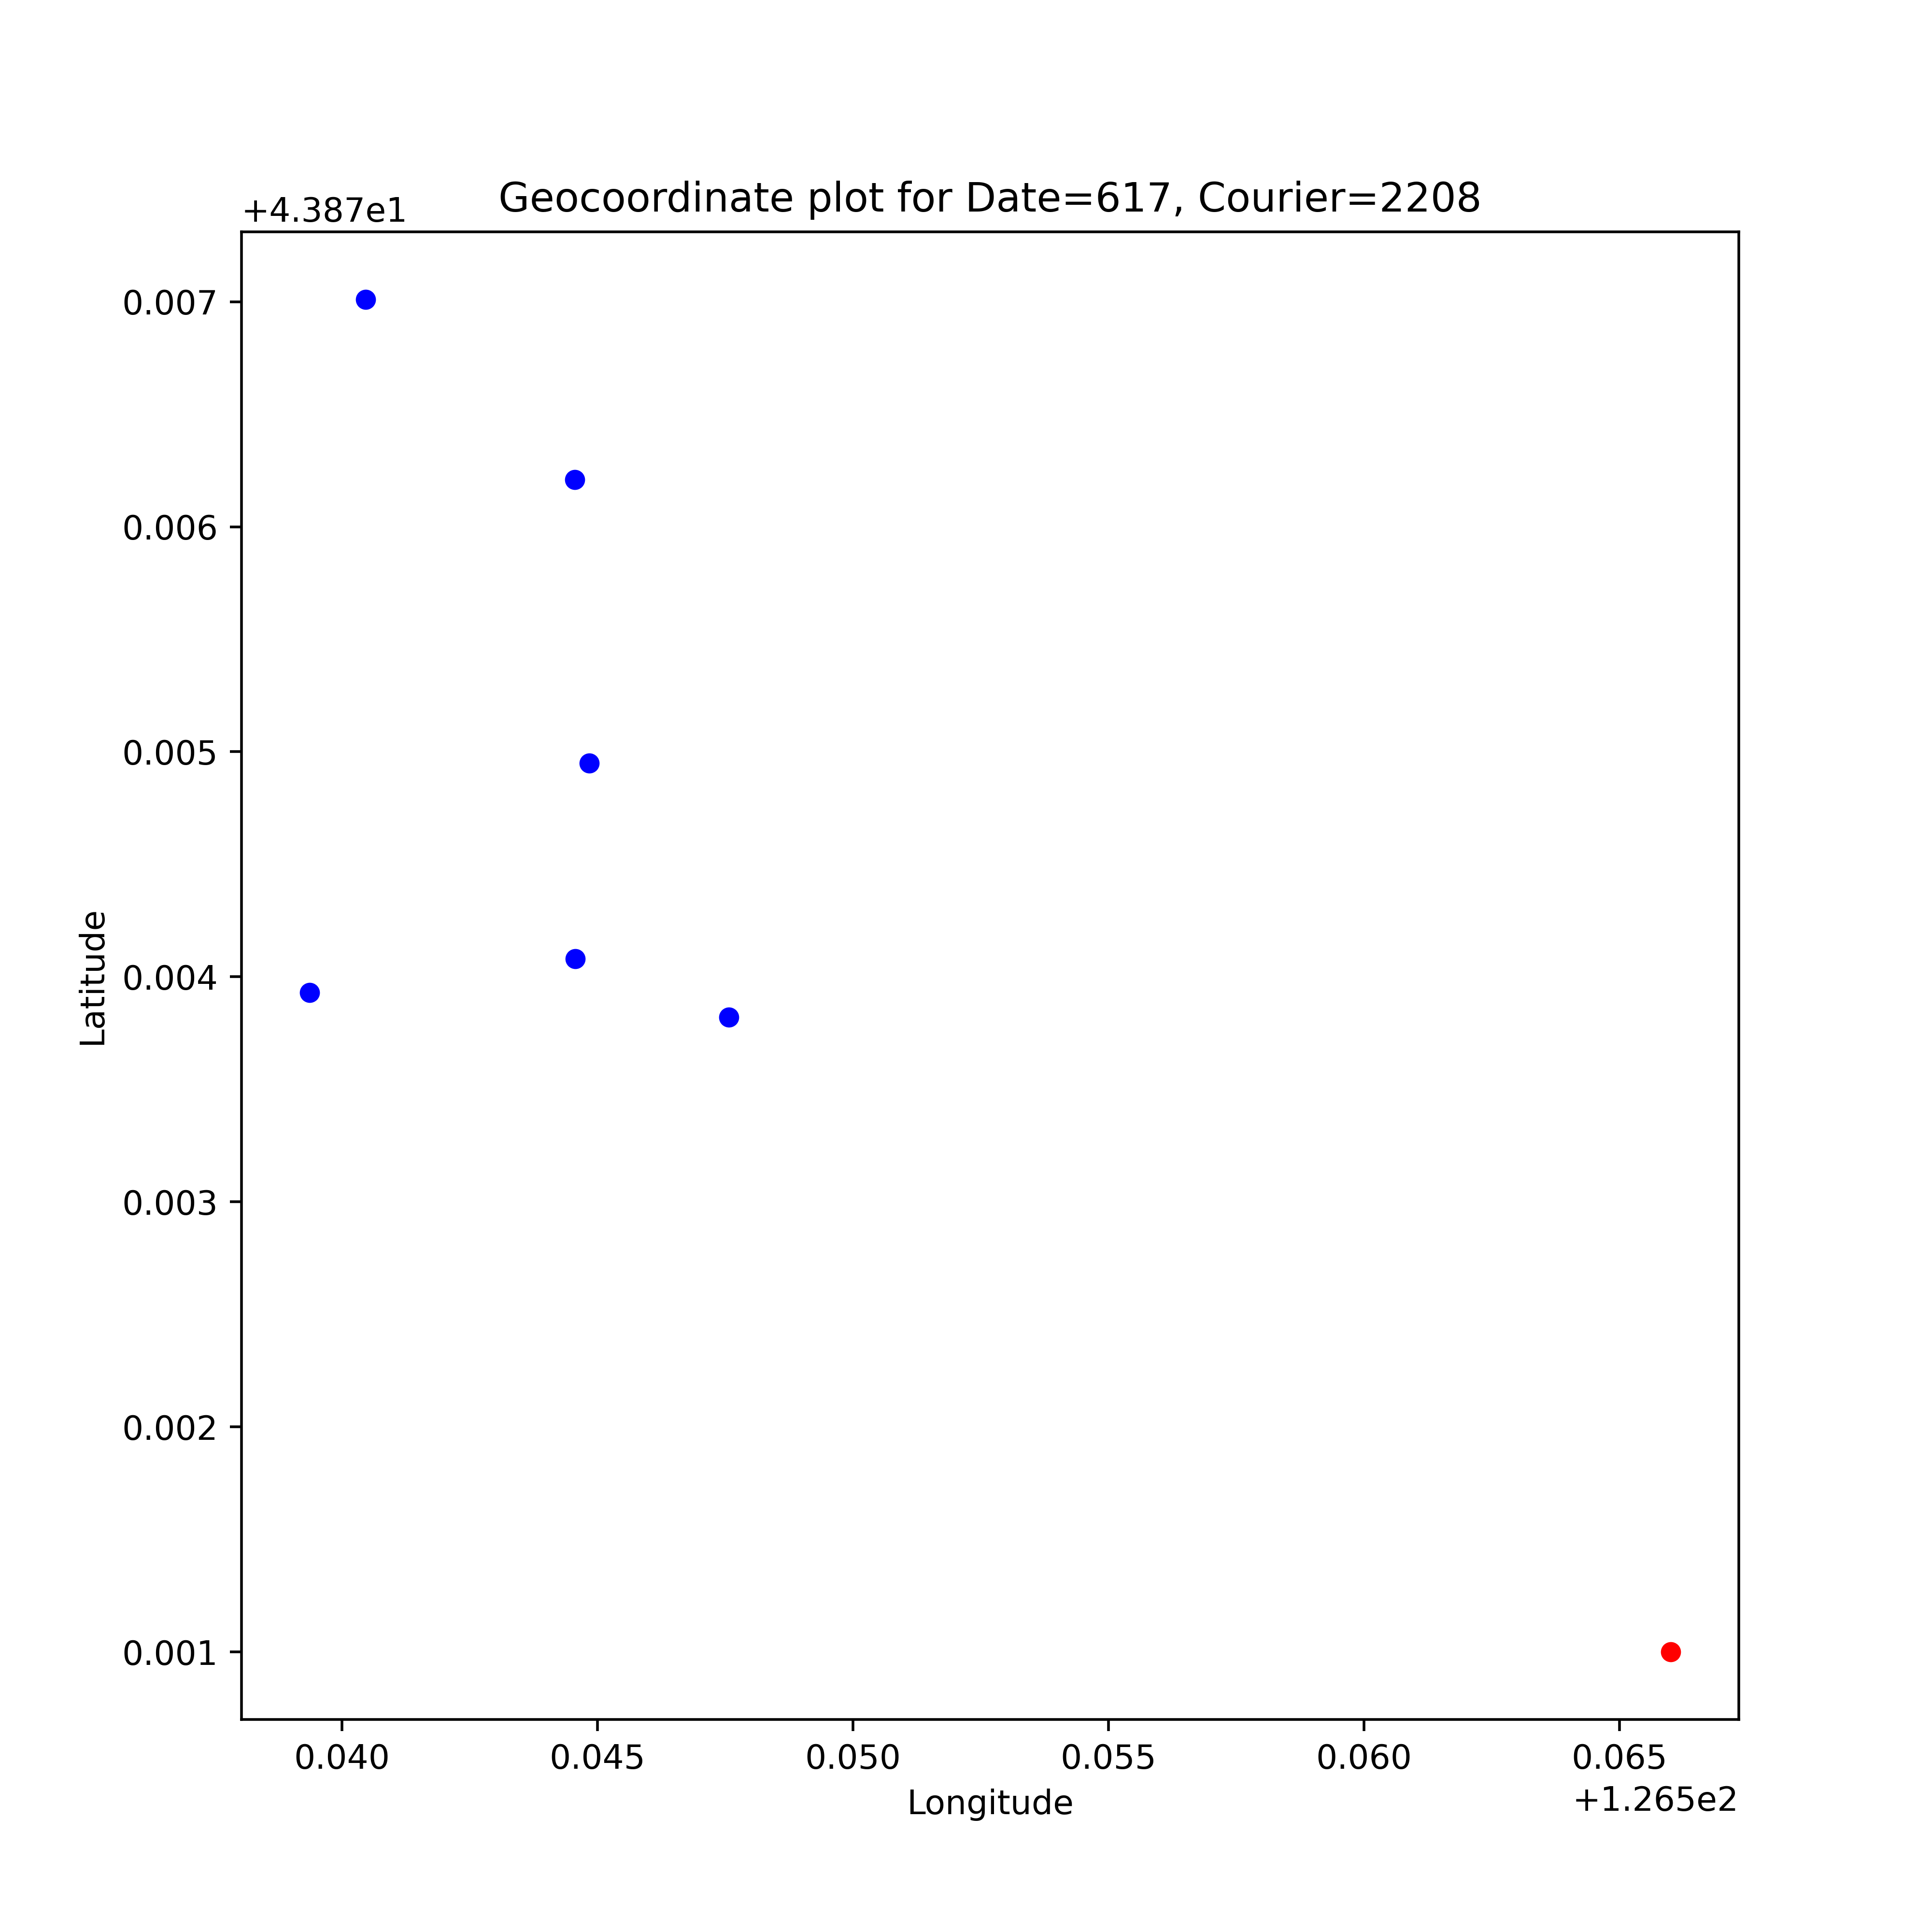 Geocoordinate plot for Date=617, Courier=2208
+4.387e1
0.007
0.006
0.005
0.004
0.003
0.002
0.001
Latitude
0.040 0.045 0.050 0.055 0.060 0.065
+1.265e2
Longitude